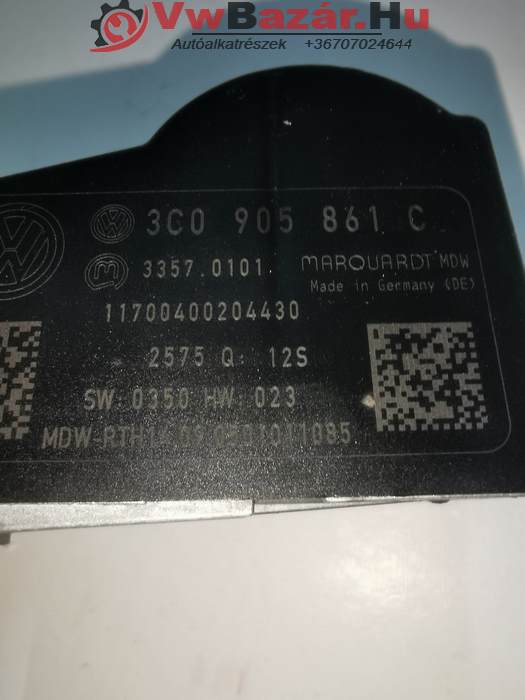 VwBazár.Hu
Autóalkatrészek +36707024644
3C0 905 861 C
3357.0101 MARQUARDT MDW
Made in Germany (DE)
11700400204430
2575 Q: 12S
SW 0350 HW: 023